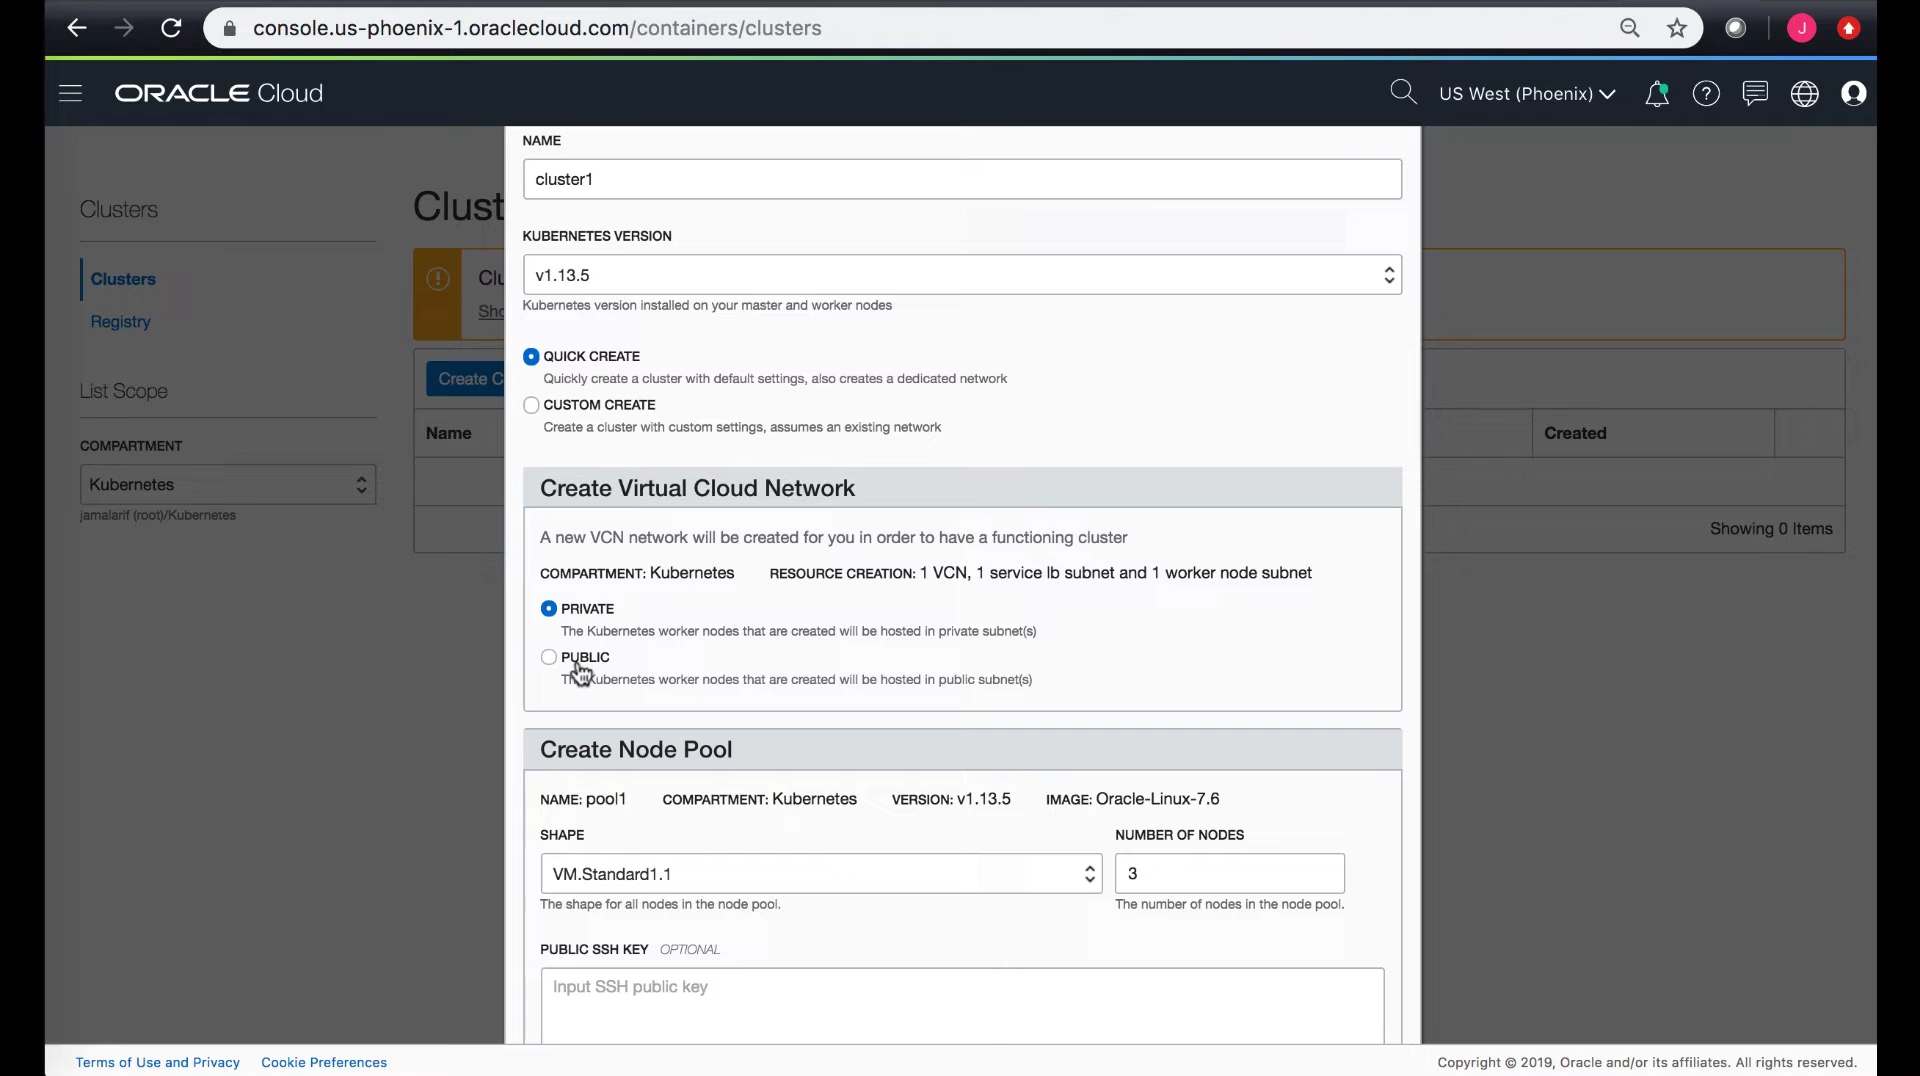 console.us-phoenix-1.oraclecloud.com/containers/clusters
J
ORACLE Cloud
US West (Phoenix)
NAME
cluster1
Clusters
Clust
KUBERNETES VERSION
v1.13.5
Kubernetes version installed on your master and worker nodes
Clusters
Clu
Sho
Registry
QUICK CREATE
Quickly create a cluster with default settings, also creates a dedicated network
Create C
List Scope
CUSTOM CREATE
Create a cluster with custom settings, assumes an existing network
Name
Created
COMPARTMENT
Kubernetes
jamalarif (root)/Kubernetes
Showing 0 Items
Create Virtual Cloud Network
A new VCN network will be created for you in order to have a functioning cluster
COMPARTMENT: Kubernetes RESOURCE CREATION: 1 VCN, 1 service lb subnet and 1 worker node subnet
PRIVATE
The Kubernetes worker nodes that are created will be hosted in private subnet(s)
PUBLIC
The Kubernetes worker nodes that are created will be hosted in public subnet(s)
Create Node Pool
NAME: pool1 COMPARTMENT: Kubernetes VERSION: v1.13.5 IMAGE: Oracle-Linux-7.6
SHAPE
NUMBER OF NODES
VM.Standard1.1
3
The shape for all nodes in the node pool.
The number of nodes in the node pool.
PUBLIC SSH KEY OPTIONAL
Input SSH public key
Terms of Use and Privacy Cookie Preferences
Copyright © 2019, Oracle and/or its affiliates. All rights reserved.